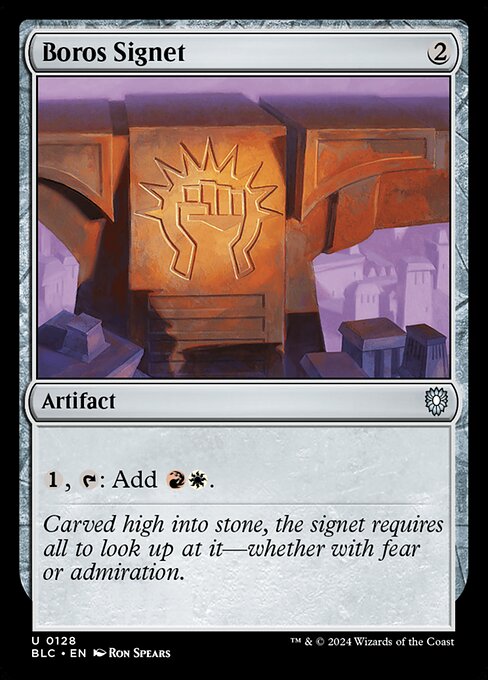 Boros Signet 2
Artifact
1, : Add .
Carved high into stone, the signet requires
all to look up at it—whether with fear
or admiration.
U 0128
BLC • EN Ron Spears
™ & © 2024 Wizards of the Coast